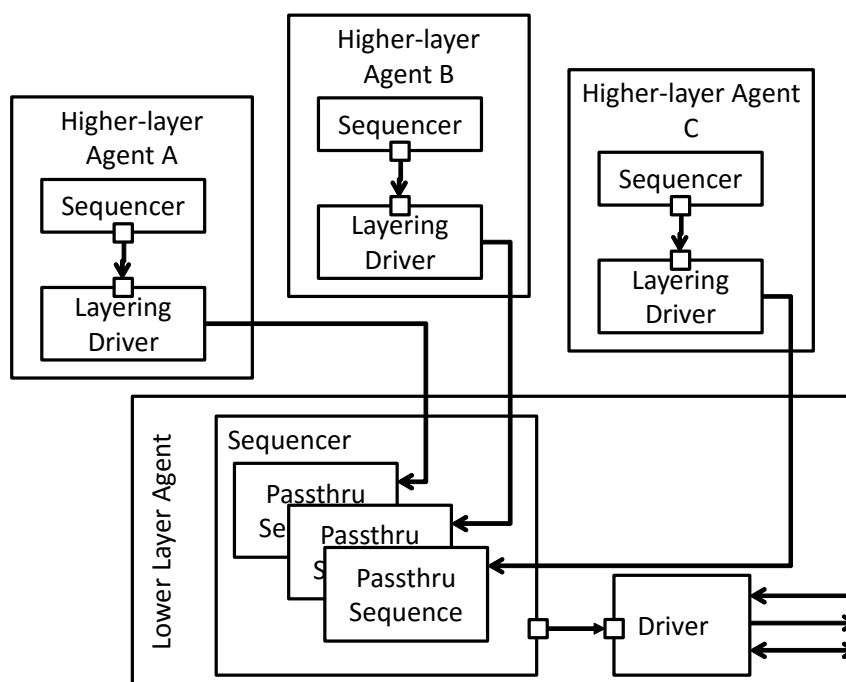 Higher-layer
Agent A
Sequencer
Layering
Driver
Higher-layer
Agent B
Sequencer
Layering
Driver
Higher-layer Agent
C
Sequencer
Layering
Driver
Lower Layer Agent
Sequencer
Passthru
Se
Passthru
S
Passthru
Sequence
Driver